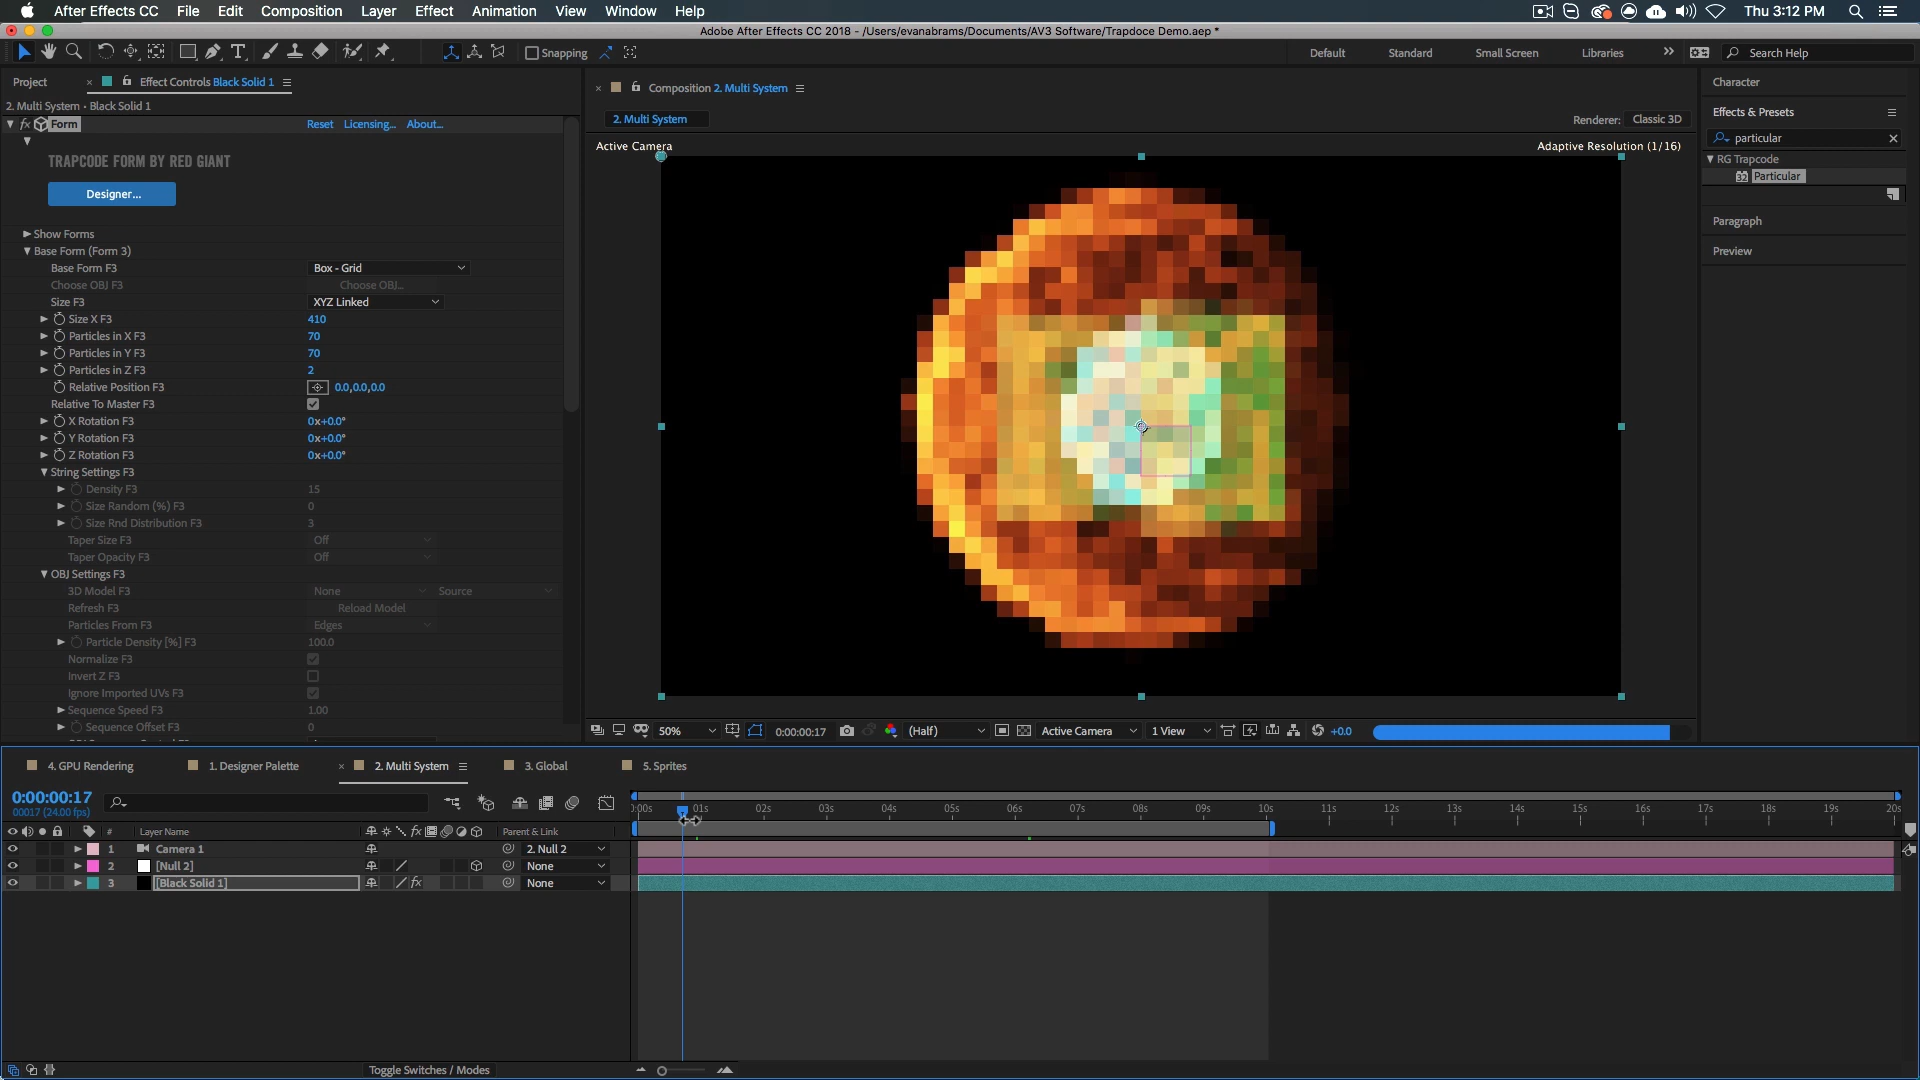 After Effects CC File Edit Composition Layer Effect Animation View Window Help Thu 3:12 PM
Adobe After Effects CC 2018 - /Users/evanabrams/Documents/AV3 Software/Trapdoce Demo.aep *
Snapping Default Standard Small Screen Libraries » Search Help
Project × Effect Controls Black Solid 1
2. Multi System • Black Solid 1
fx Form Reset Licensing... About...
TRAPCODE FORM BY RED GIANT
Designer...
Show Forms
Base Form (Form 3)
Base Form F3 Box - Grid
Choose OBJ F3 Choose OBJ...
Size F3 XYZ Linked
Size X F3 410
Particles in X F3 70
Particles in Y F3 70
Particles in Z F3 2
Relative Position F3 0.0,0.0,0.0
Relative To Master F3
X Rotation F3 0x+0.0°
Y Rotation F3 0x+0.0°
Z Rotation F3 0x+0.0°
String Settings F3
Density F3 15
Size Random (%) F3 0
Size Rnd Distribution F3 3
Taper Size F3 Off
Taper Opacity F3 Off
OBJ Settings F3
3D Model F3 None Source
Refresh F3 Reload Model
Particles From F3 Edges
Particle Density [%] F3 100.0
Normalize F3
Invert Z F3
Ignore Imported UVs F3
Sequence Speed F3 1.00
Sequence Offset F3 0
× Composition 2. Multi System
2. Multi System
Renderer: Classic 3D
Active Camera Adaptive Resolution (1/16)
50% 0:00:00:17 (Half) Active Camera 1 View +0.0
Character
Effects & Presets
particular
RG Trapcode
32 Particular
Paragraph
Preview
4. GPU Rendering 1. Designer Palette × 2. Multi System 3. Global 5. Sprites
0:00:00:17
00017 (24.00 fps)
0:00s 01s 02s 03s 04s 05s 06s 07s 08s 09s 10s 11s 12s 13s 14s 15s 16s 17s 18s 19s 20s
# Layer Name fx Parent & Link
1 Camera 1 2. Null 2
2 [Null 2] None
3 [Black Solid 1] fx None
Toggle Switches / Modes